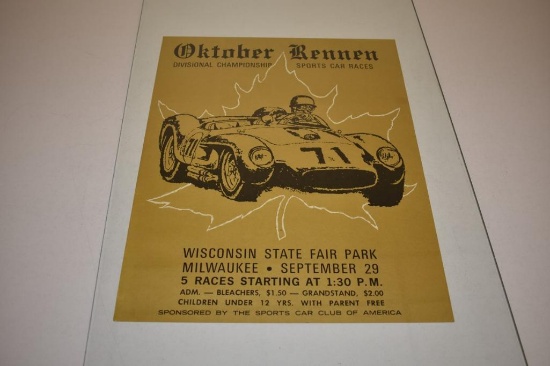 Oktober Rennen
DIVISIONAL CHAMPIONSHIP SPORTS CAR RACES
71
WISCONSIN STATE FAIR PARK
MILWAUKEE • SEPTEMBER 29
5 RACES STARTING AT 1:30 P.M.
ADM. — BLEACHERS, $1.50 — GRANDSTAND, $2.00
CHILDREN UNDER 12 YRS. WITH PARENT FREE
SPONSORED BY THE SPORTS CAR CLUB OF AMERICA